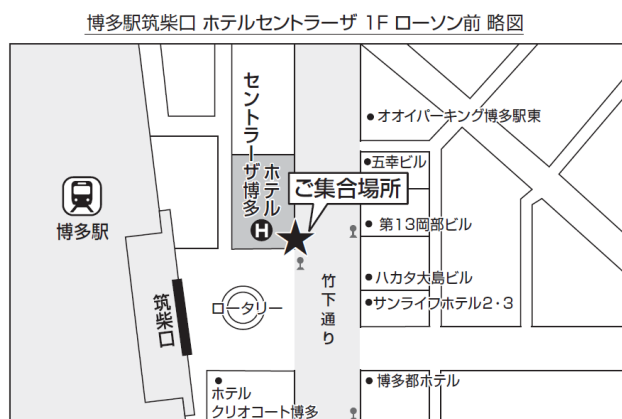 博多駅筑紫口 ホテルセントラーザ 1F ローソン前 略図
ホテル
セントラーザ博多
H
ご集合場所
オオイパーキング博多駅東
五幸ビル
第13岡部ビル
ハカタ大島ビル
サンライフホテル2・3
博多都ホテル
竹下通り
博多駅
筑紫口
ロータリー
ホテル
クリオコート博多